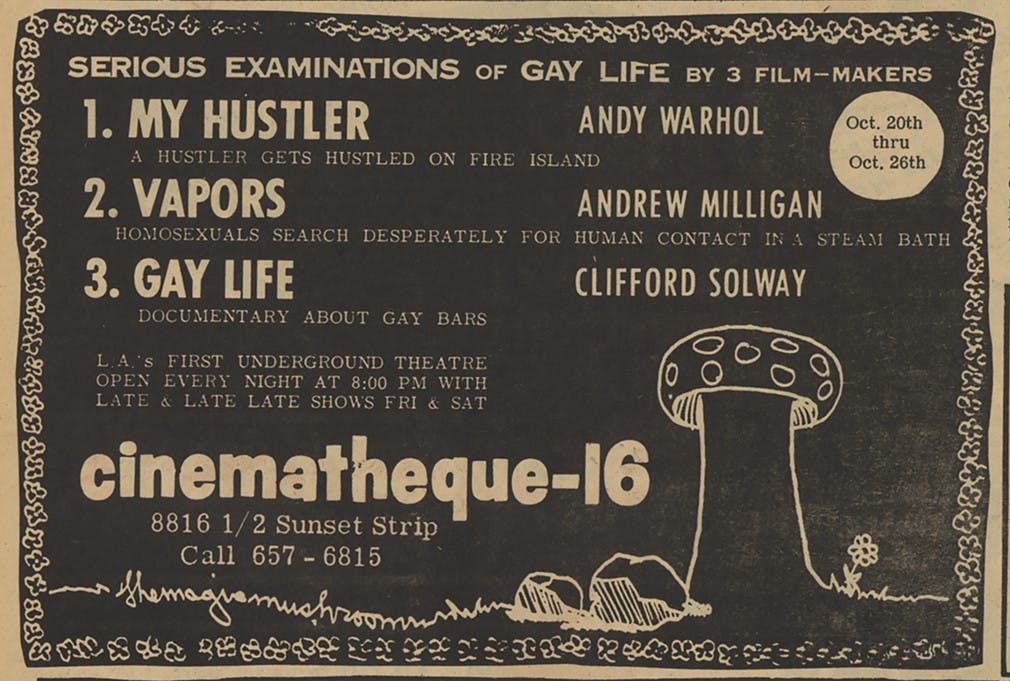 SERIOUS EXAMINATIONS OF GAY LIFE BY 3 FILM-MAKERS
1. MY HUSTLER ANDY WARHOL
A HUSTLER GETS HUSTLED ON FIRE ISLAND
Oct. 20th
thru
Oct. 26th
2. VAPORS ANDREW MILLIGAN
HOMOSEXUALS SEARCH DESPERATELY FOR HUMAN CONTACT IN A STEAM BATH
3. GAY LIFE CLIFFORD SOLWAY
DOCUMENTARY ABOUT GAY BARS
L.A.'s FIRST UNDERGROUND THEATRE
OPEN EVERY NIGHT AT 8:00 PM WITH
LATE & LATE LATE SHOWS FRI & SAT
cinematheque-16
8816 1/2 Sunset Strip
Call 657-6815
themagicmushroom